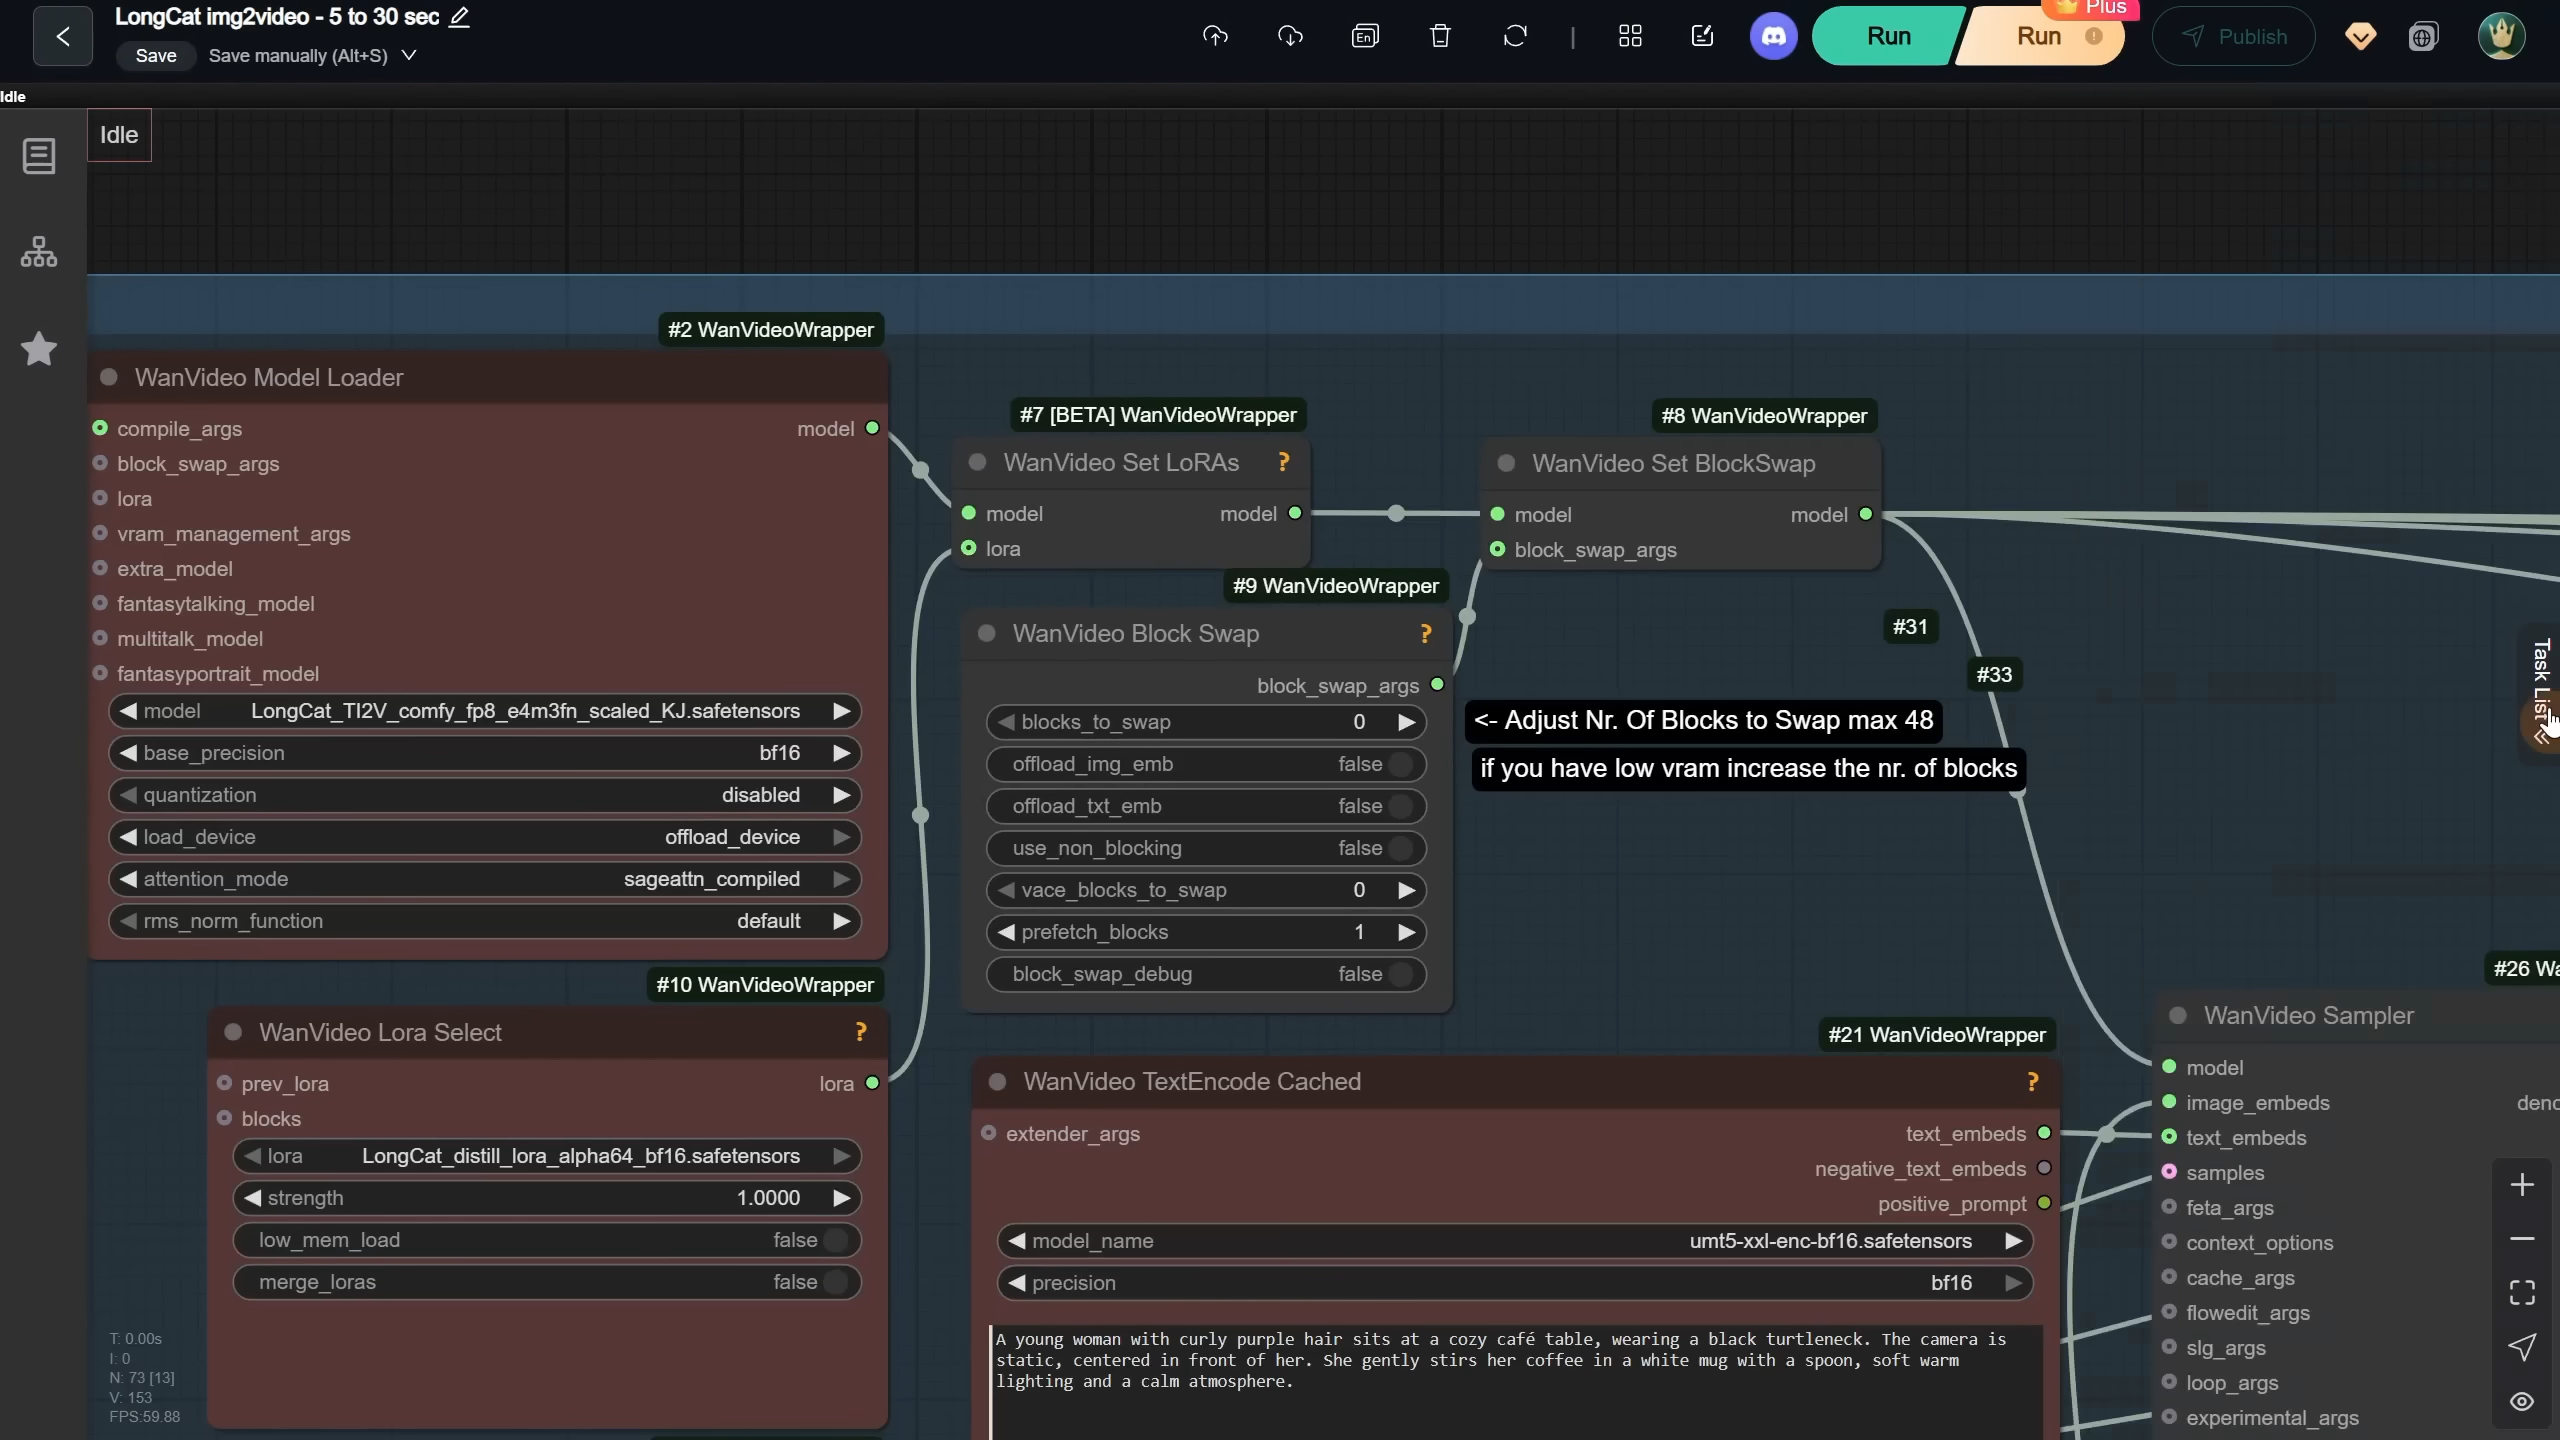 LongCat img2video - 5 to 30 sec
Save
Save manually (Alt+S)
En
Run
Run
Plus
Publish
Idle
Idle
#2 WanVideoWrapper
WanVideo Model Loader
compile_args
model
block_swap_args
lora
vram_management_args
extra_model
fantasytalking_model
multitalk_model
fantasyportrait_model
model LongCat_TI2V_comfy_fp8_e4m3fn_scaled_KJ.safetensors
base_precision bf16
quantization disabled
load_device offload_device
attention_mode sageattn_compiled
rms_norm_function default
#7 [BETA] WanVideoWrapper
WanVideo Set LoRAs ?
model model
lora
#8 WanVideoWrapper
WanVideo Set BlockSwap
model model
block_swap_args
#9 WanVideoWrapper
WanVideo Block Swap ?
block_swap_args
blocks_to_swap 0
offload_img_emb false
offload_txt_emb false
use_non_blocking false
vace_blocks_to_swap 0
prefetch_blocks 1
block_swap_debug false
#31
#33
<- Adjust Nr. Of Blocks to Swap max 48
if you have low vram increase the nr. of blocks
Task List
#10 WanVideoWrapper
WanVideo Lora Select ?
prev_lora lora
blocks
lora LongCat_distill_lora_alpha64_bf16.safetensors
strength 1.0000
low_mem_load false
merge_loras false
#21 WanVideoWrapper
WanVideo TextEncode Cached ?
extender_args text_embeds
negative_text_embeds
positive_prompt
model_name umt5-xxl-enc-bf16.safetensors
precision bf16
A young woman with curly purple hair sits at a cozy café table, wearing a black turtleneck. The camera is
static, centered in front of her. She gently stirs her coffee in a white mug with a spoon, soft warm
lighting and a calm atmosphere.
#26 Wa
WanVideo Sampler
model
image_embeds deno
text_embeds
samples
feta_args
context_options
cache_args
flowedit_args
slg_args
loop_args
experimental_args
T: 0.00s
I: 0
N: 73 [13]
V: 153
FPS:59.88